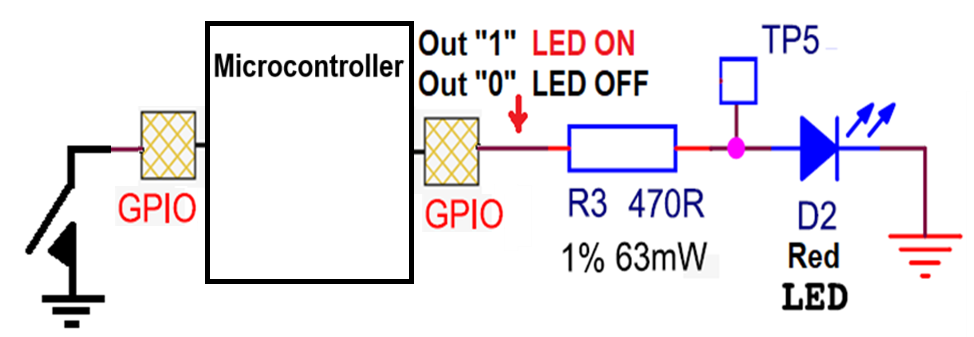 TP5
Out "1" LED ON
Microcontroller
Out "0" LED OFF
GPIO
GPIO
R3 470R
D2
1% 63mW
Red
LED